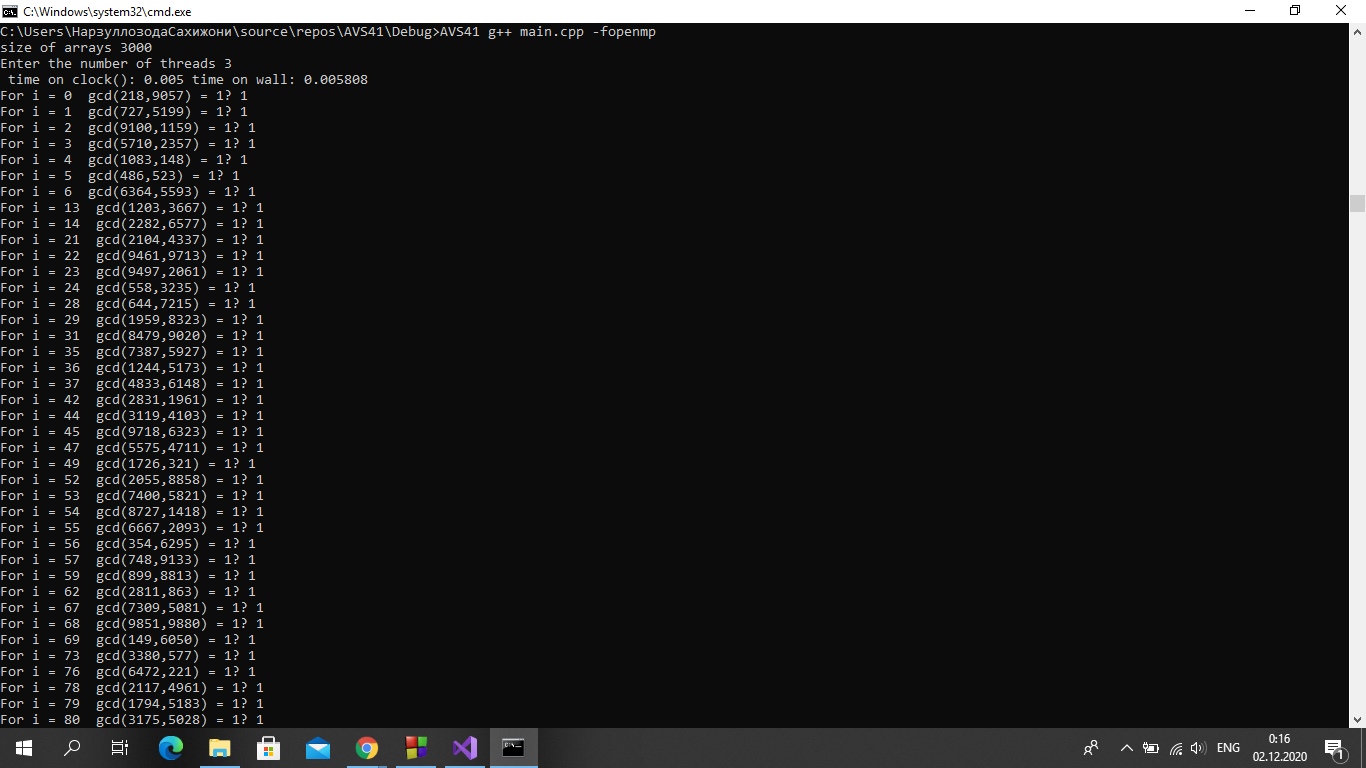 C:\Windows\system32\cmd.exe
C:\Users\НарзуллозодаСахижони\source\repos\AVS41\Debug>AVS41 g++ main.cpp -fopenmp
size of arrays 3000
Enter the number of threads 3
 time on clock(): 0.005 time on wall: 0.005808
For i = 0  gcd(218,9057) = 1? 1
For i = 1  gcd(727,5199) = 1? 1
For i = 2  gcd(9100,1159) = 1? 1
For i = 3  gcd(5710,2357) = 1? 1
For i = 4  gcd(1083,148) = 1? 1
For i = 5  gcd(486,523) = 1? 1
For i = 6  gcd(6364,5593) = 1? 1
For i = 13  gcd(1203,3667) = 1? 1
For i = 14  gcd(2282,6577) = 1? 1
For i = 21  gcd(2104,4337) = 1? 1
For i = 22  gcd(9461,9713) = 1? 1
For i = 23  gcd(9497,2061) = 1? 1
For i = 24  gcd(558,3235) = 1? 1
For i = 28  gcd(644,7215) = 1? 1
For i = 29  gcd(1959,8323) = 1? 1
For i = 31  gcd(8479,9020) = 1? 1
For i = 35  gcd(7387,5927) = 1? 1
For i = 36  gcd(1244,5173) = 1? 1
For i = 37  gcd(4833,6148) = 1? 1
For i = 42  gcd(2831,1961) = 1? 1
For i = 44  gcd(3119,4103) = 1? 1
For i = 45  gcd(9718,6323) = 1? 1
For i = 47  gcd(5575,4711) = 1? 1
For i = 49  gcd(1726,321) = 1? 1
For i = 52  gcd(2055,8858) = 1? 1
For i = 53  gcd(7400,5821) = 1? 1
For i = 54  gcd(8727,1418) = 1? 1
For i = 55  gcd(6667,2093) = 1? 1
For i = 56  gcd(354,6295) = 1? 1
For i = 57  gcd(748,9133) = 1? 1
For i = 59  gcd(899,8813) = 1? 1
For i = 62  gcd(2811,863) = 1? 1
For i = 67  gcd(7309,5081) = 1? 1
For i = 68  gcd(9851,9880) = 1? 1
For i = 69  gcd(149,6050) = 1? 1
For i = 73  gcd(3380,577) = 1? 1
For i = 76  gcd(6472,221) = 1? 1
For i = 78  gcd(2117,4961) = 1? 1
For i = 79  gcd(1794,5183) = 1? 1
For i = 80  gcd(3175,5028) = 1? 1
ENG
0:16
02.12.2020
1